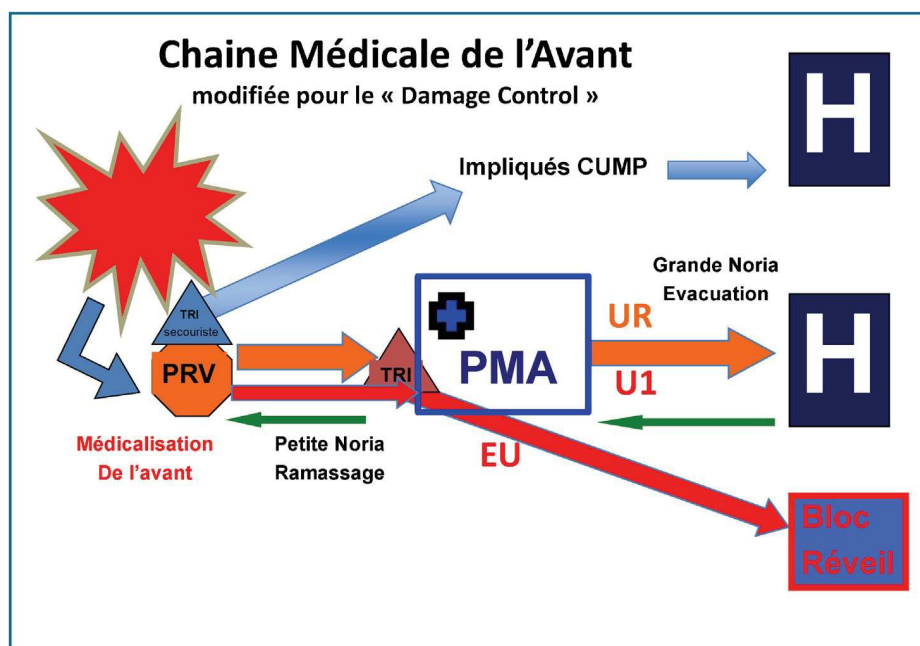 Chaine Médicale de l'Avant
modifiée pour le « Damage Control »
H
Impliqués CUMP
Grande Noria
Evacuation
TRI
secouriste
PRV
TRI
PMA
UR
U1
H
Médicalisation
De l'avant
Petite Noria
Ramassage
EU
Bloc
Réveil